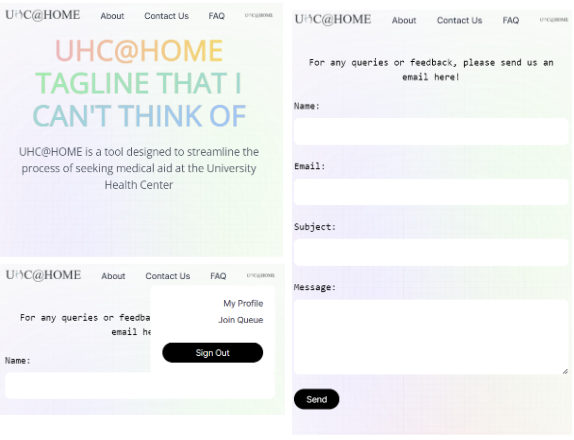 UHC@HOME About Contact Us FAQ UHC@HOME
UHC@HOME
TAGLINE THAT I
CAN'T THINK OF
UHC@HOME is a tool designed to streamline the
process of seeking medical aid at the University
Health Center
UHC@HOME About Contact Us FAQ UHC@HOME
My Profile
For any queries or feedba
Join Queue
email he
Sign Out
Name:
UHC@HOME About Contact Us FAQ UHC@HOME
For any queries or feedback, please send us an
email here!
Name:
Email:
Subject:
Message:
Send